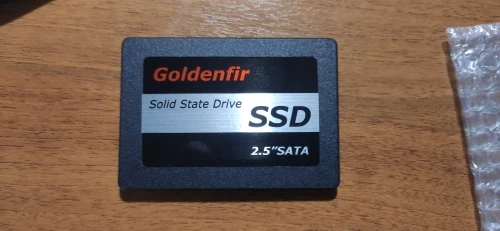 Goldenfir
Solid State Drive
SSD
2.5"SATA